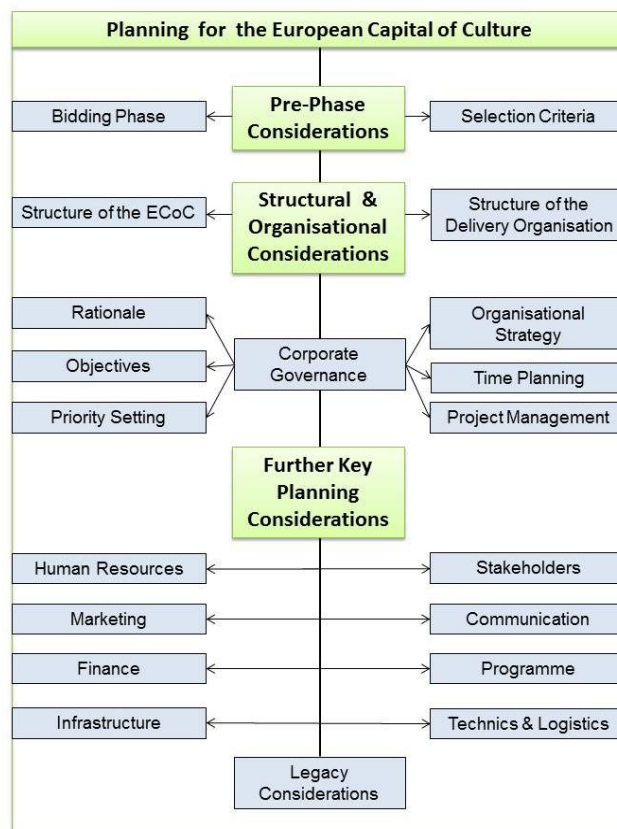 Planning for the European Capital of Culture
Pre-Phase
Considerations
Bidding Phase
Selection Criteria
Structural &
Organisational
Considerations
Structure of the ECoC
Structure of the
Delivery Organisation
Rationale
Objectives
Priority Setting
Corporate
Governance
Organisational
Strategy
Time Planning
Project Management
Further Key
Planning
Considerations
Human Resources
Stakeholders
Marketing
Communication
Finance
Programme
Infrastructure
Technics & Logistics
Legacy
Considerations